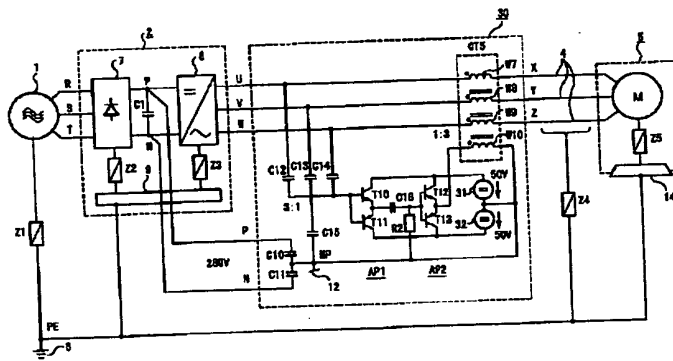 30
2
CT5
W7
4
5
1
7
P
6
U
X
R
C1
V
W8
Y
M
S
W
W9
Z
T
N
1:3
W10
Z5
Z2
9
Z3
C12
C13
C14
50V
T10
T12
31
14
3:1
C16
T11
R2
T13
32
50V
Z4
Z1
C15
P
C10
NP
280V
C11
AP1
AP2
N
12
PE
8